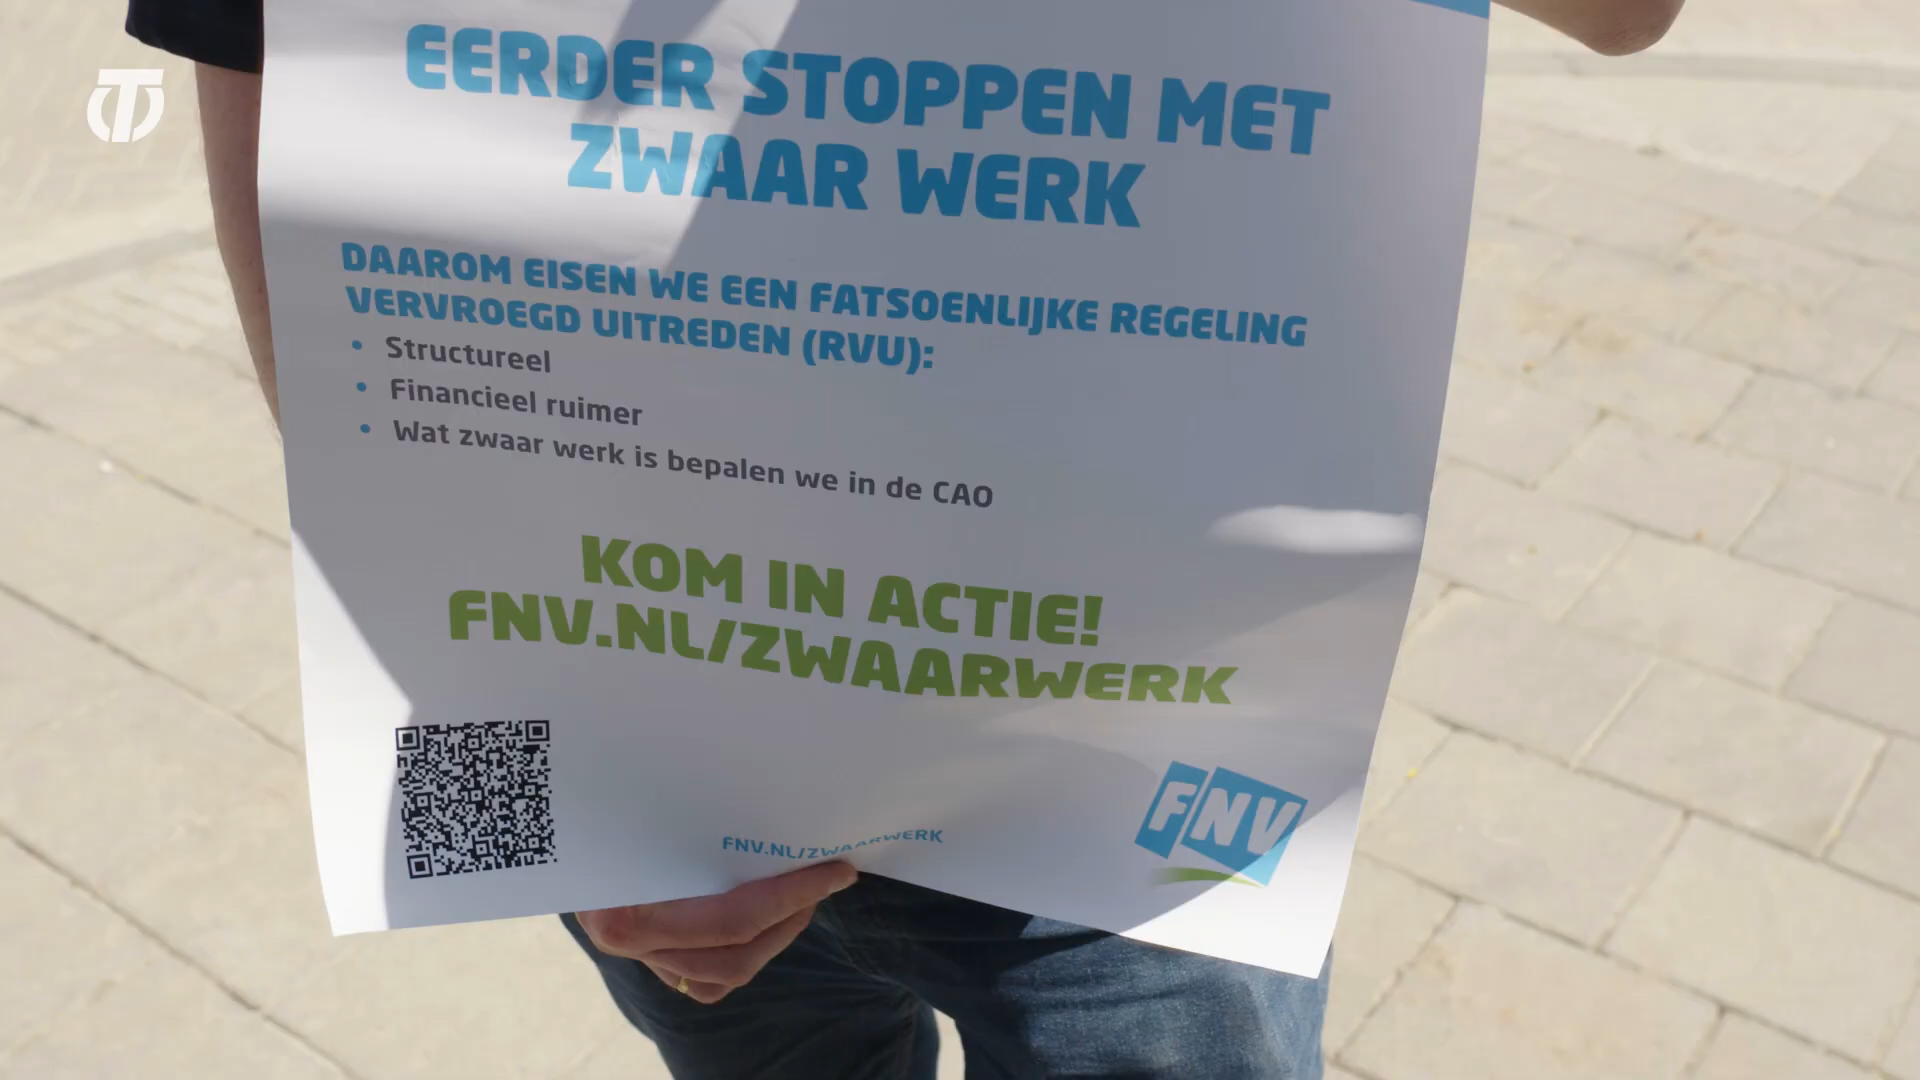 EERDER STOPPEN MET
ZWAAR WERK
DAAROM EISEN WE EEN FATSOENLIJKE REGELING
VERVROEGD UITREDEN (RVU):
• Structureel
• Financieel ruimer
• Wat zwaar werk is bepalen we in de CAO
KOM IN ACTIE!
FNV.NL/ZWAARWERK
FNV.NL/ZWAARWERK
FNV